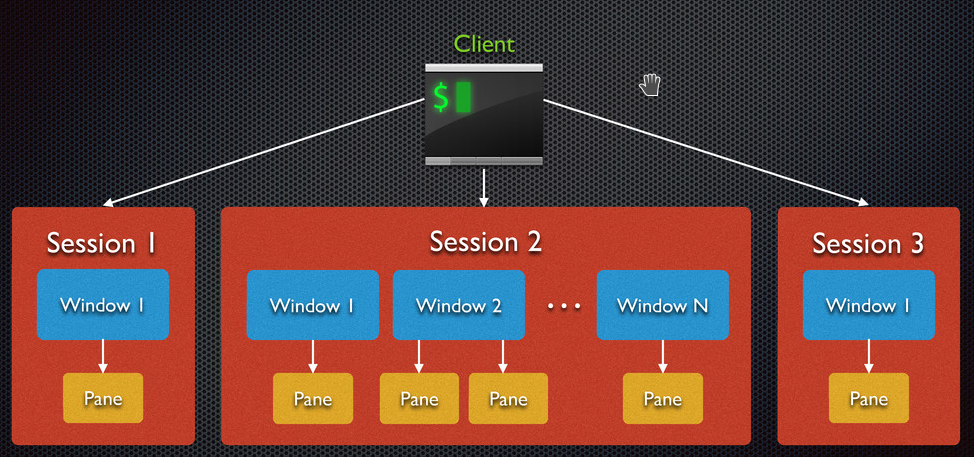 Client
$
Session 1
Window 1
Pane
Session 2
Window 1
Window 2
...
Window N
Pane
Pane
Pane
Pane
Session 3
Window 1
Pane